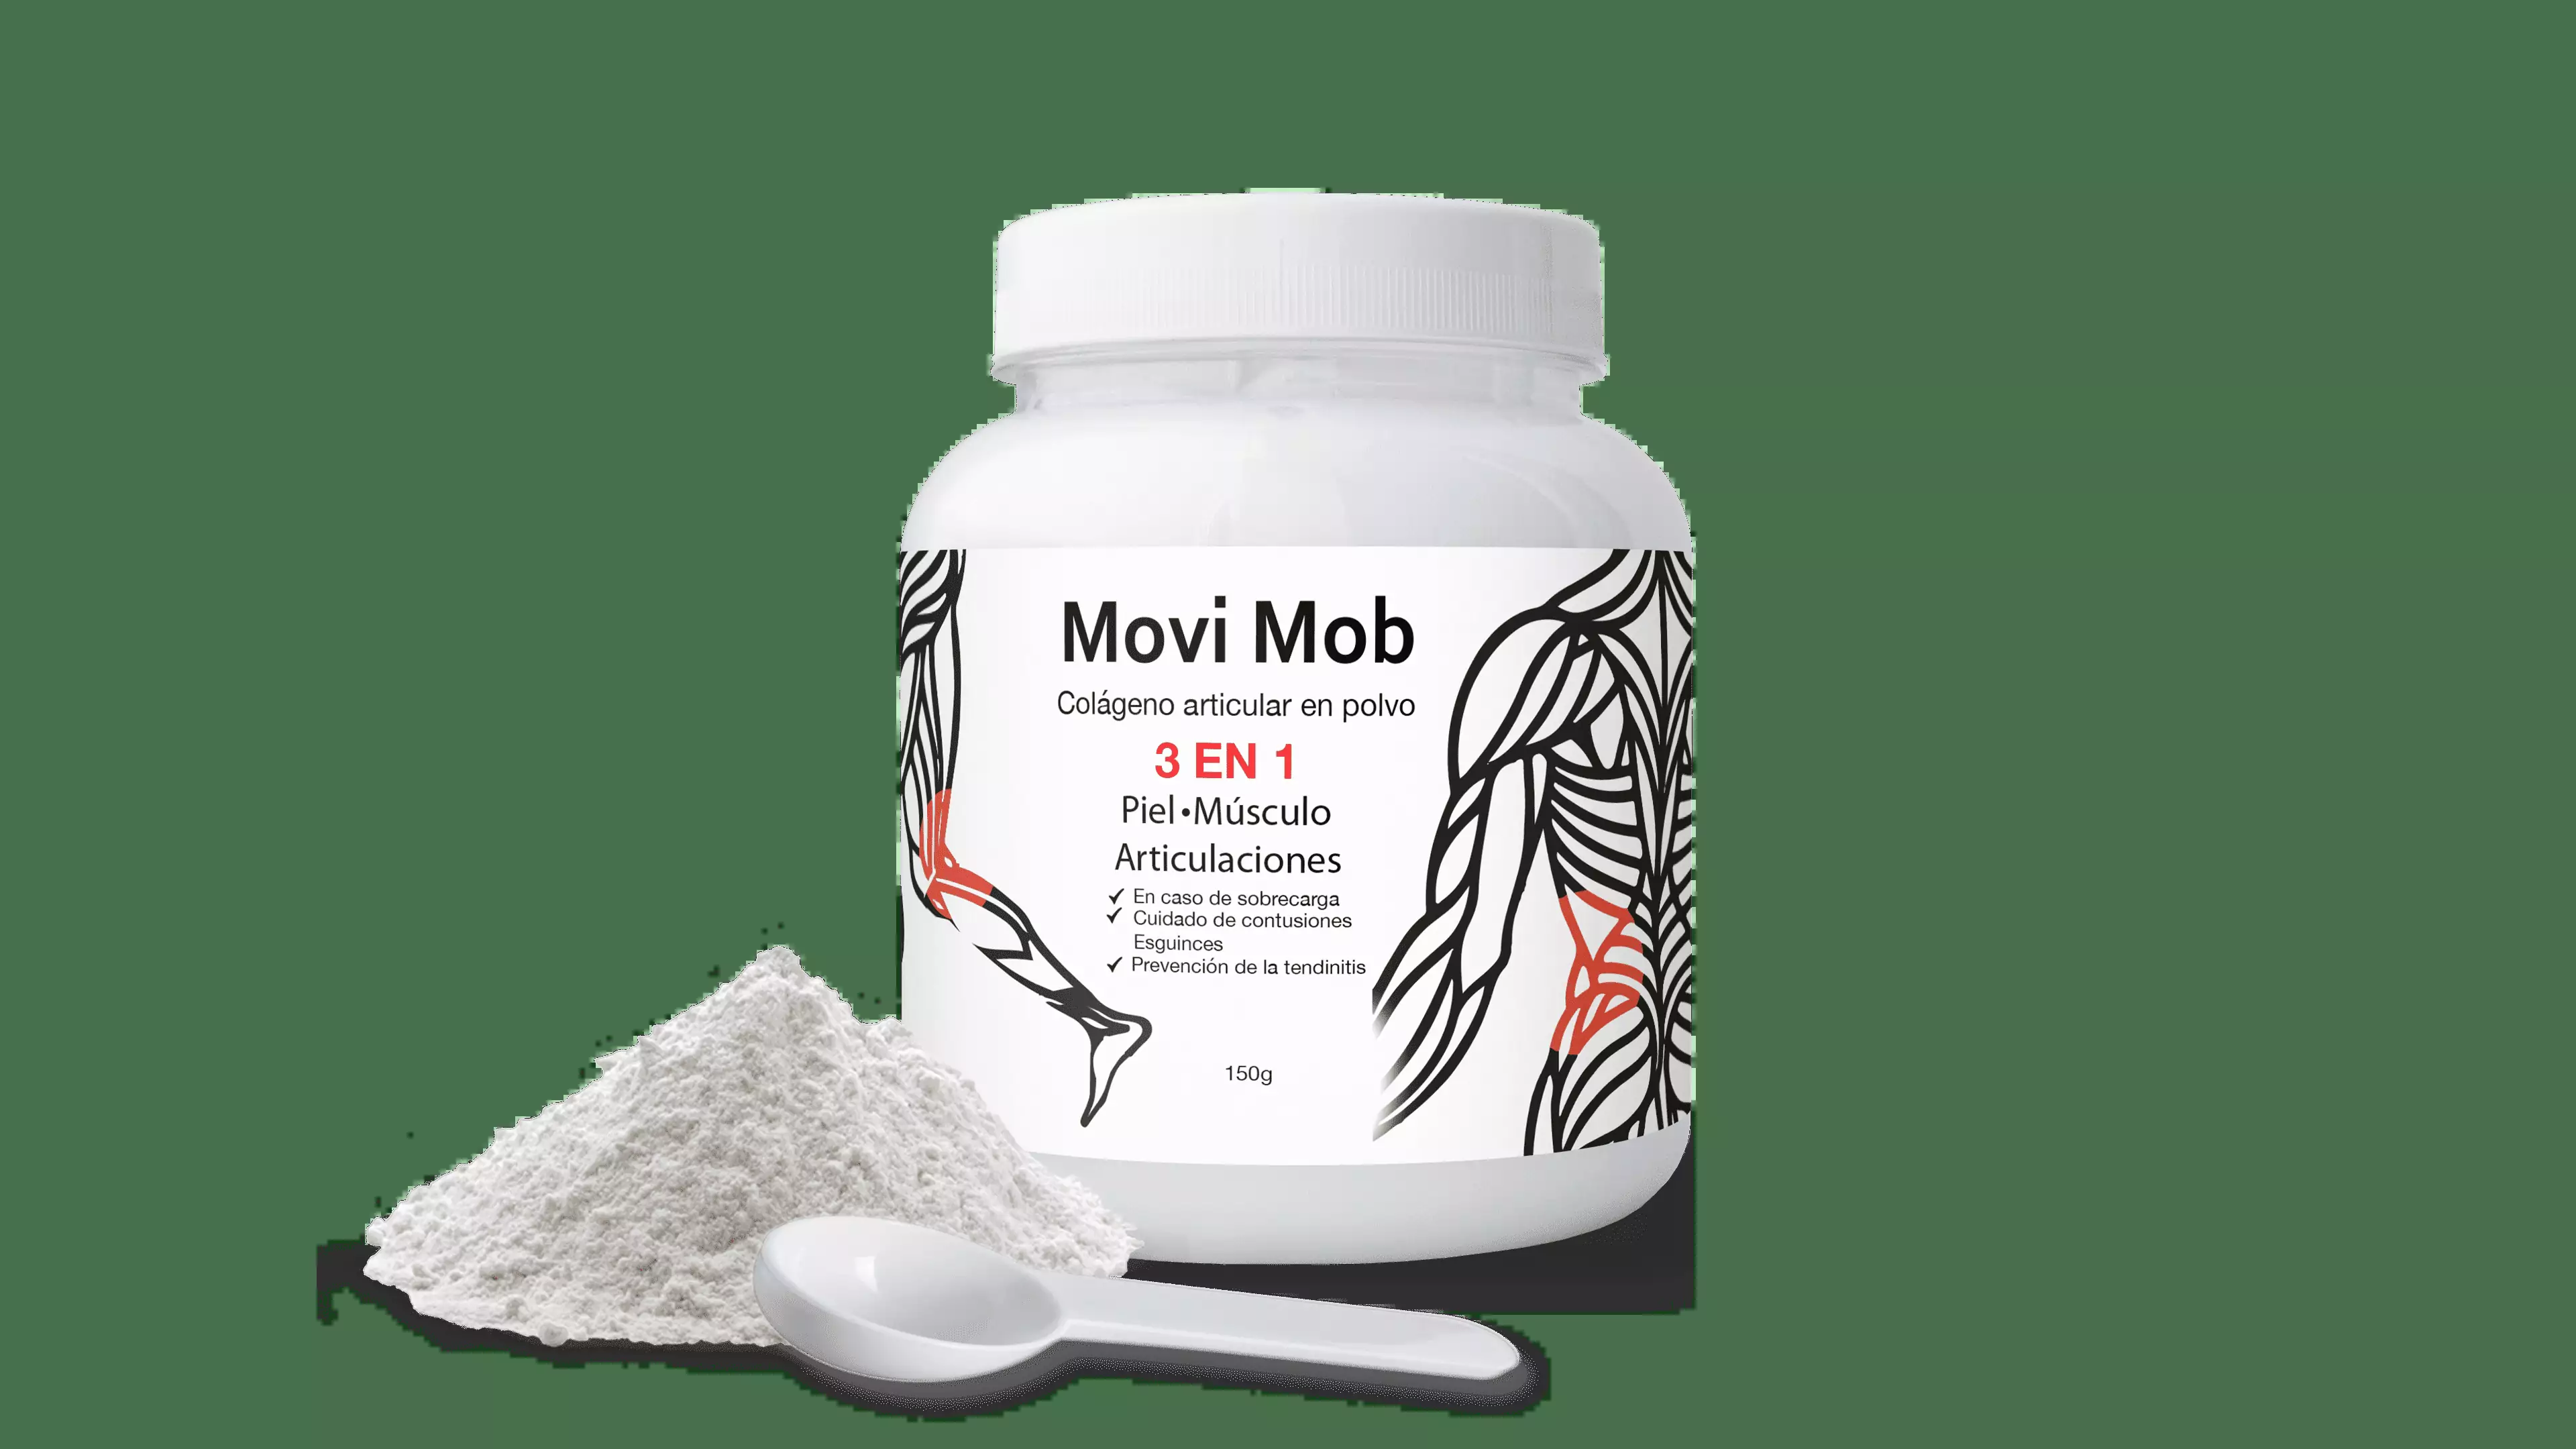 Movi Mob
Colágeno articular en polvo
3 EN 1
Piel•Músculo
Articulaciones
✓ En caso de sobrecarga
✓ Cuidado de contusiones
Esguinces
✓ Prevención de la tendinitis
150g